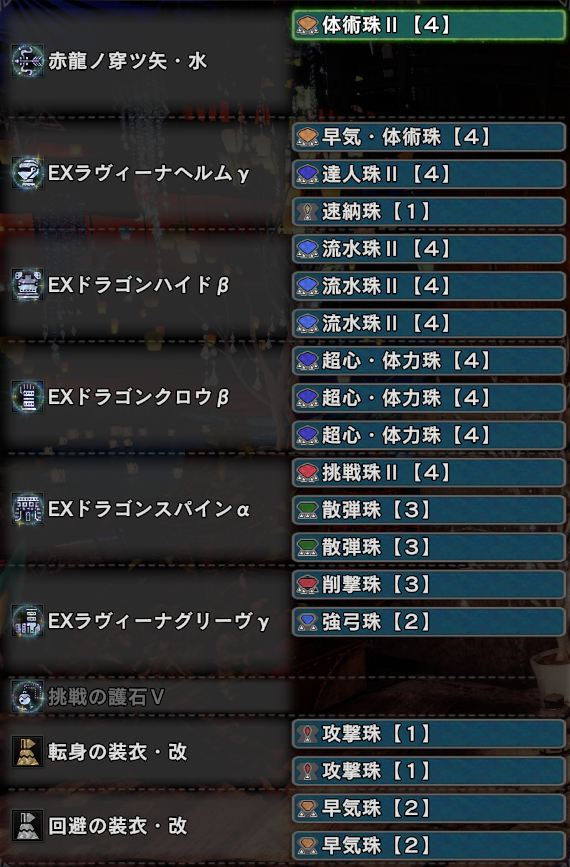 赤龍ノ穿ツ矢・水
体術珠Ⅱ【4】
EXラヴィーナヘルムγ
早気・体術珠【4】
達人珠Ⅱ【4】
速納珠【1】
EXドラゴンハイドβ
流水珠Ⅱ【4】
流水珠Ⅱ【4】
流水珠Ⅱ【4】
EXドラゴンクロウβ
超心・体力珠【4】
超心・体力珠【4】
超心・体力珠【4】
EXドラゴンスパインα
挑戦珠Ⅱ【4】
散弾珠【3】
散弾珠【3】
EXラヴィーナグリーヴγ
削撃珠【3】
強弓珠【2】
挑戦の護石Ⅴ
転身の装衣・改
攻撃珠【1】
攻撃珠【1】
回避の装衣・改
早気珠【2】
早気珠【2】